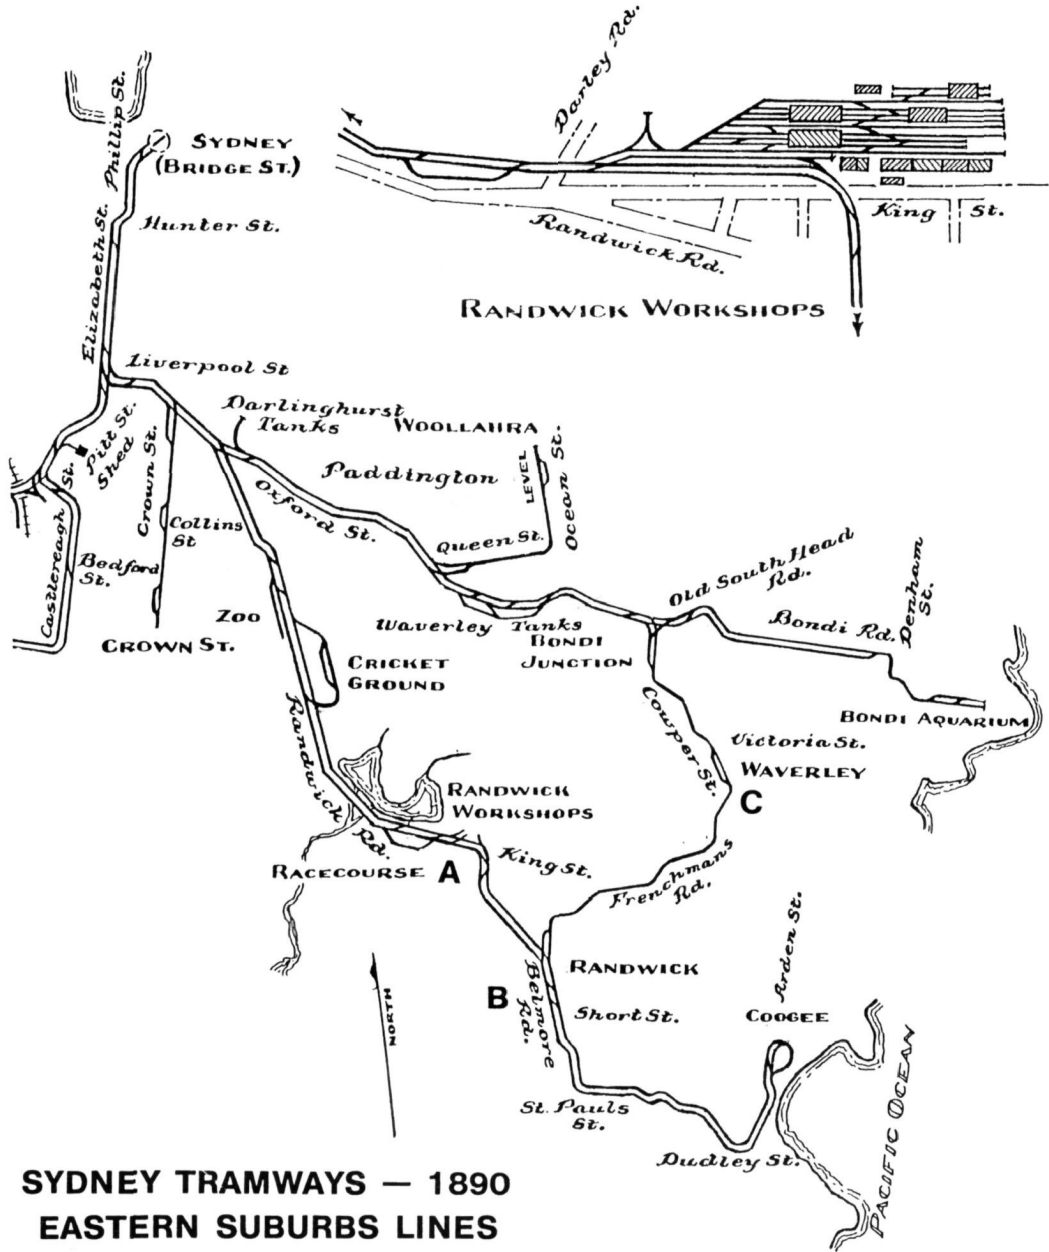 Phillip St.
SYDNEY
(BRIDGE ST.)
Hunter St.
Elizabeth St.
Darley Rd.
King St.
Randwick Rd.
RANDWICK WORKSHOPS
Liverpool St
Darlinghurst
Tanks
WOOLLAHRA
Pitt St.
Shed
Crown St.
Paddington
LEVEL
Ocean St.
Oxford St.
Queen St.
Castlereagh St.
Collins
St
Bedford
St.
Old South Head
Rd.
Denham
St.
Bondi Rd.
ZOO
Waverley Tanks
BONDI
JUNCTION
CROWN ST.
CRICKET
GROUND
BONDI AQUARIUM
Cowper St.
Victoria St.
WAVERLEY
C
Randwick
Rd.
RANDWICK
WORKSHOPS
RACECOURSE
A
King St.
Frenchmans
Rd.
Arden St.
RANDWICK
B
Belmore
Rd.
Short St.
COOGEE
NORTH
St. Pauls
St.
Dudley St.
PACIFIC OCEAN
SYDNEY TRAMWAYS — 1890
EASTERN SUBURBS LINES